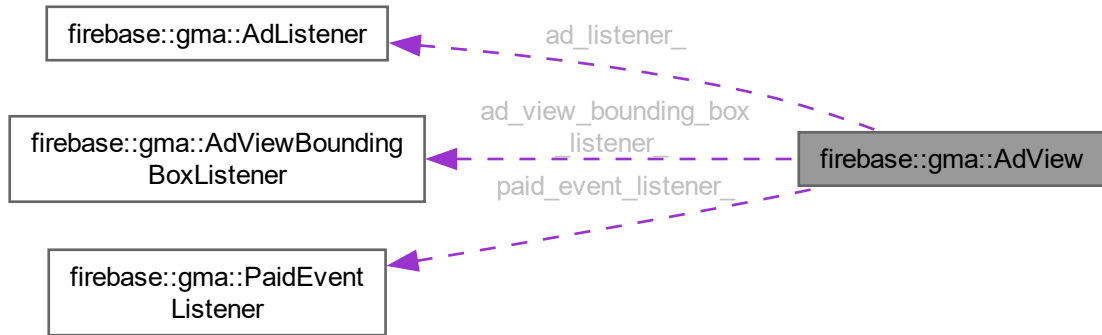 firebase::gma::AdListener
ad_listener_
firebase::gma::AdViewBounding
BoxListener
ad_view_bounding_box
_listener_
firebase::gma::AdView
paid_event_listener_
firebase::gma::PaidEvent
Listener